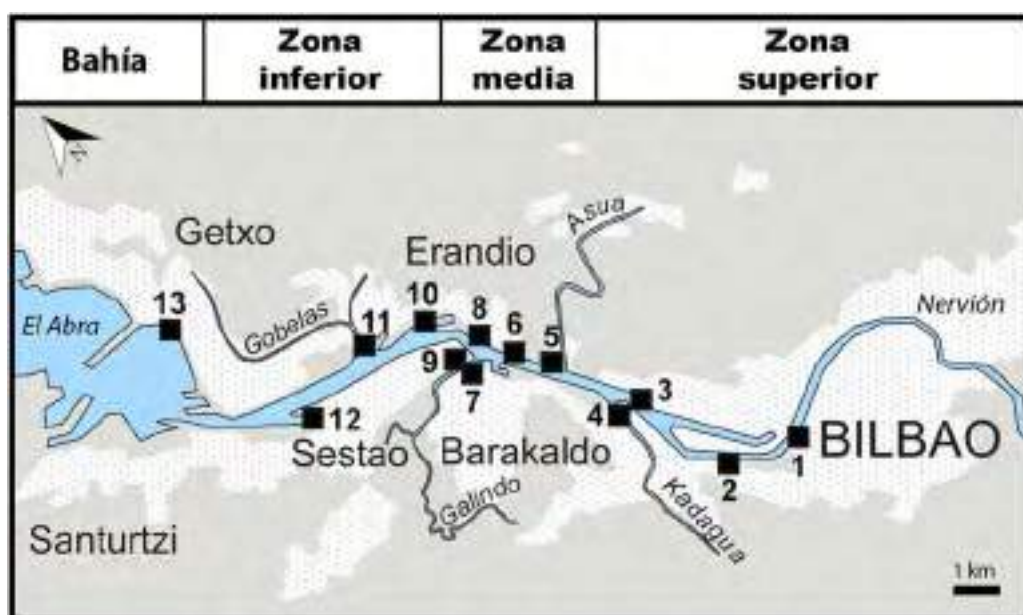 Bahía
Zona
inferior
Zona
media
Zona
superior
N
Getxo
Erandio
Asua
Nervión
El Abra
13
Gobelas
11
10
8
6
5
9
7
3
4
12
Sestao
Barakaldo
BILBAO
1
2
Galindo
Kadagua
Santurtzi
1 km